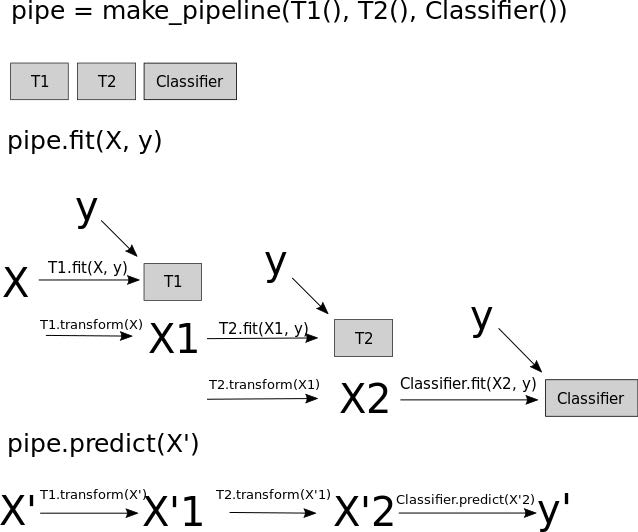 pipe = make_pipeline(T1(), T2(), Classifier())
T1 T2 Classifier
pipe.fit(X, y)
y
X T1.fit(X, y) T1
y
T1.transform(X) X1 T2.fit(X1, y) T2
y
T2.transform(X1) X2 Classifier.fit(X2, y) Classifier
pipe.predict(X')
X' T1.transform(X') X'1 T2.transform(X'1) X'2 Classifier.predict(X'2) y'